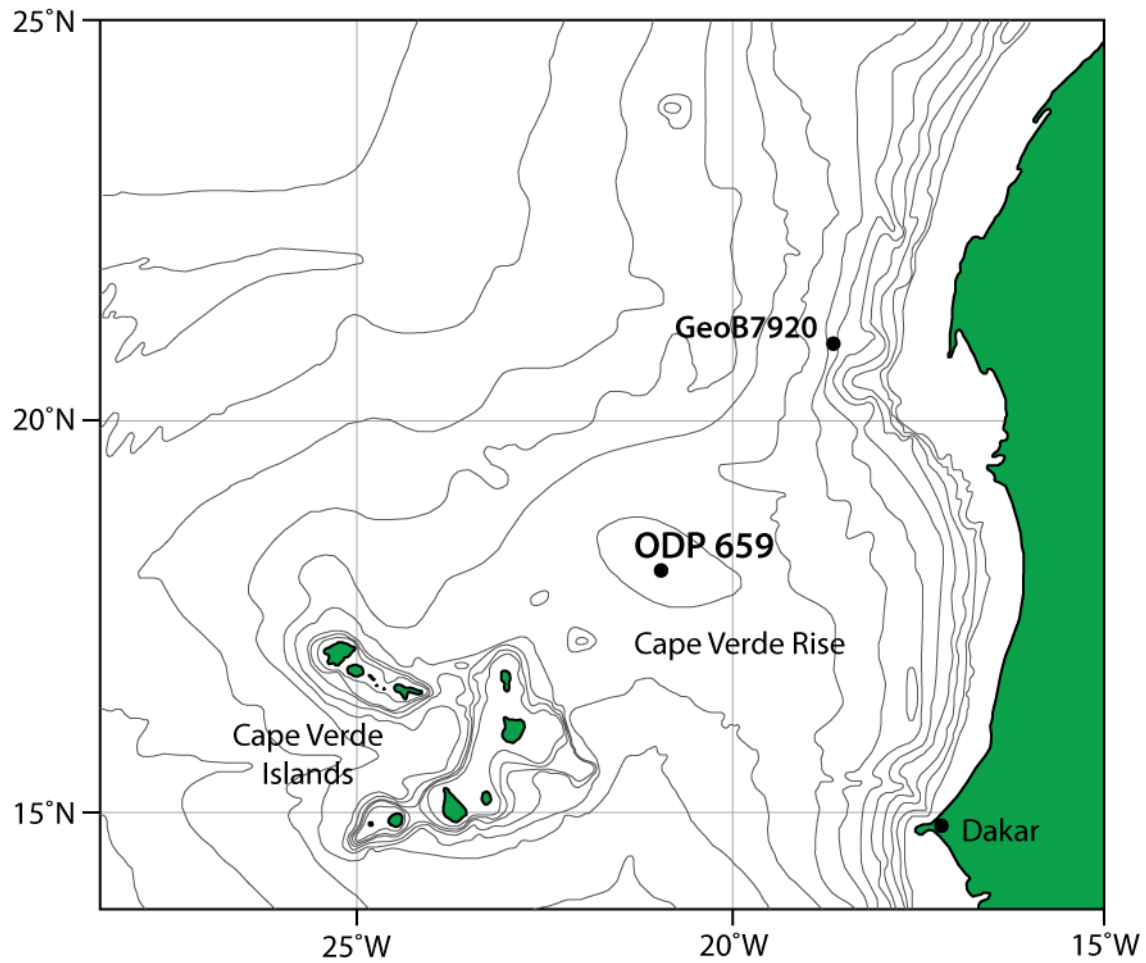 25˚N
GeoB7920
20˚N
ODP 659
Cape Verde Rise
Cape Verde
Islands
15˚N
Dakar
25˚W
20˚W
15˚W